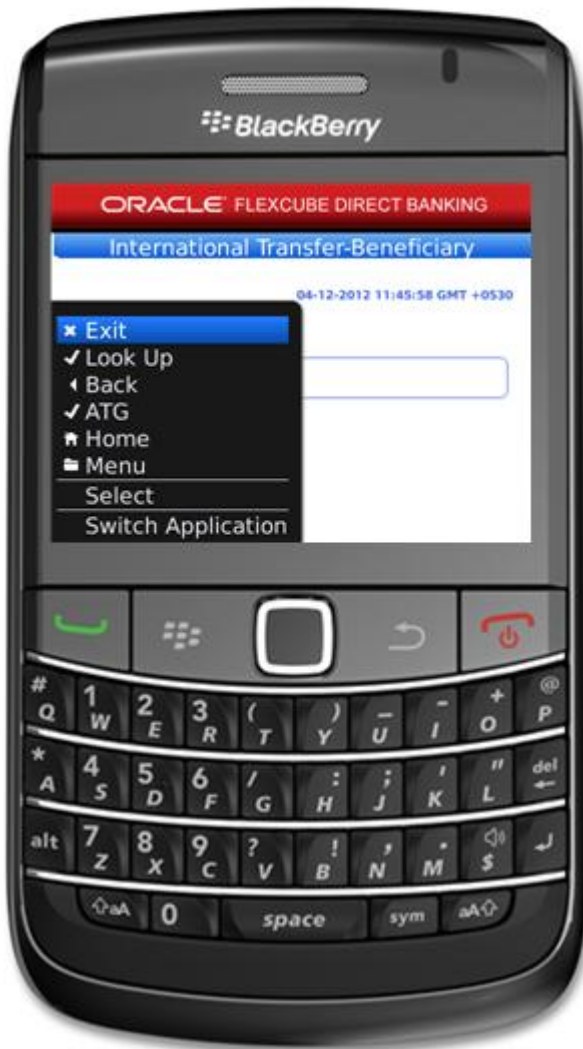 BlackBerry
ORACLE FLEXCUBE DIRECT BANKING
International Transfer-Beneficiary
04-12-2012 11:45:58 GMT +0530
Exit
Look Up
Back
ATG
Home
Menu
Select
Switch Application
# 1 2 3 ( ) _ - + @
Q W E R T Y U I O P
* 4 5 6 / : ; ' " del
A S D F G H J K L
alt 7 8 9 ? ! , . $
Z X C V B N M
aA 0 space sym aA